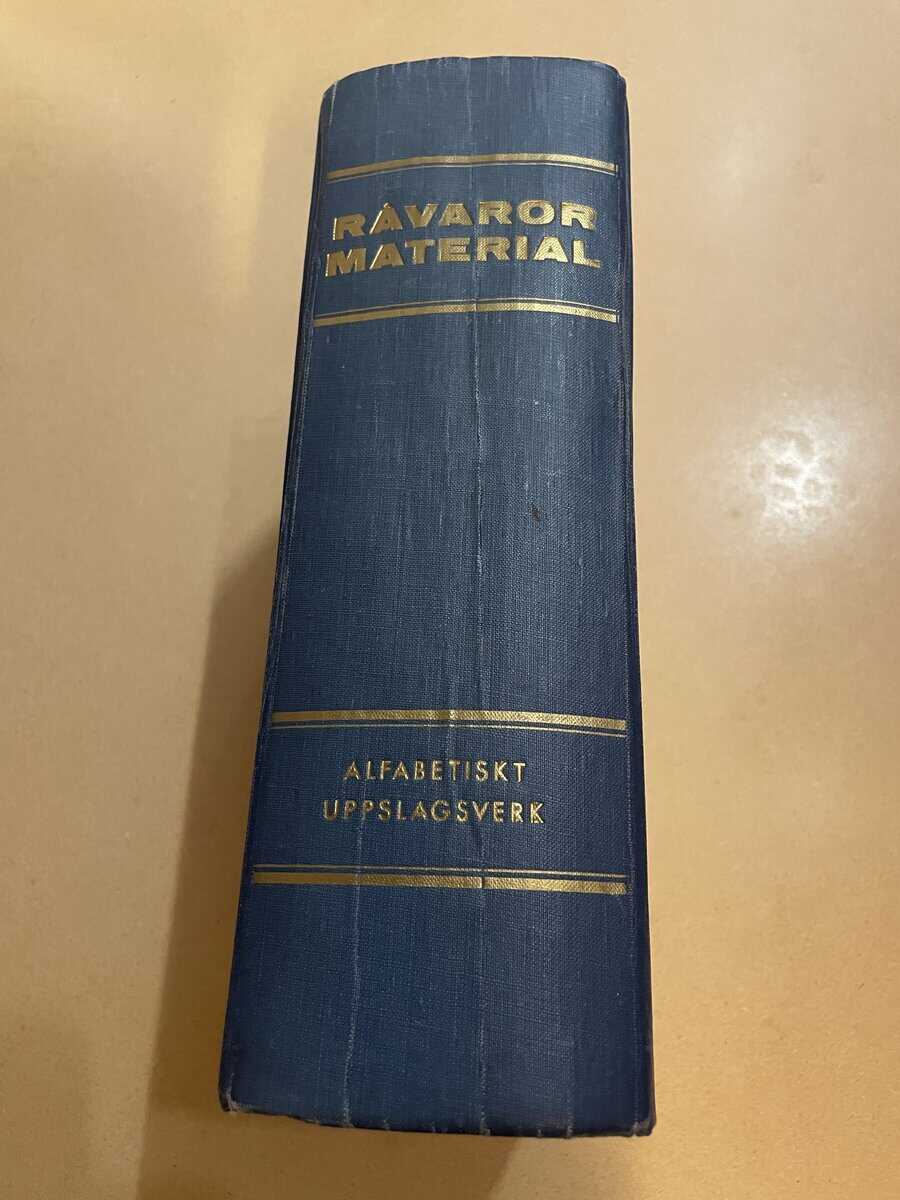 RÅVAROR
MATERIAL
ALFABETISKT
UPPSLAGSVERK